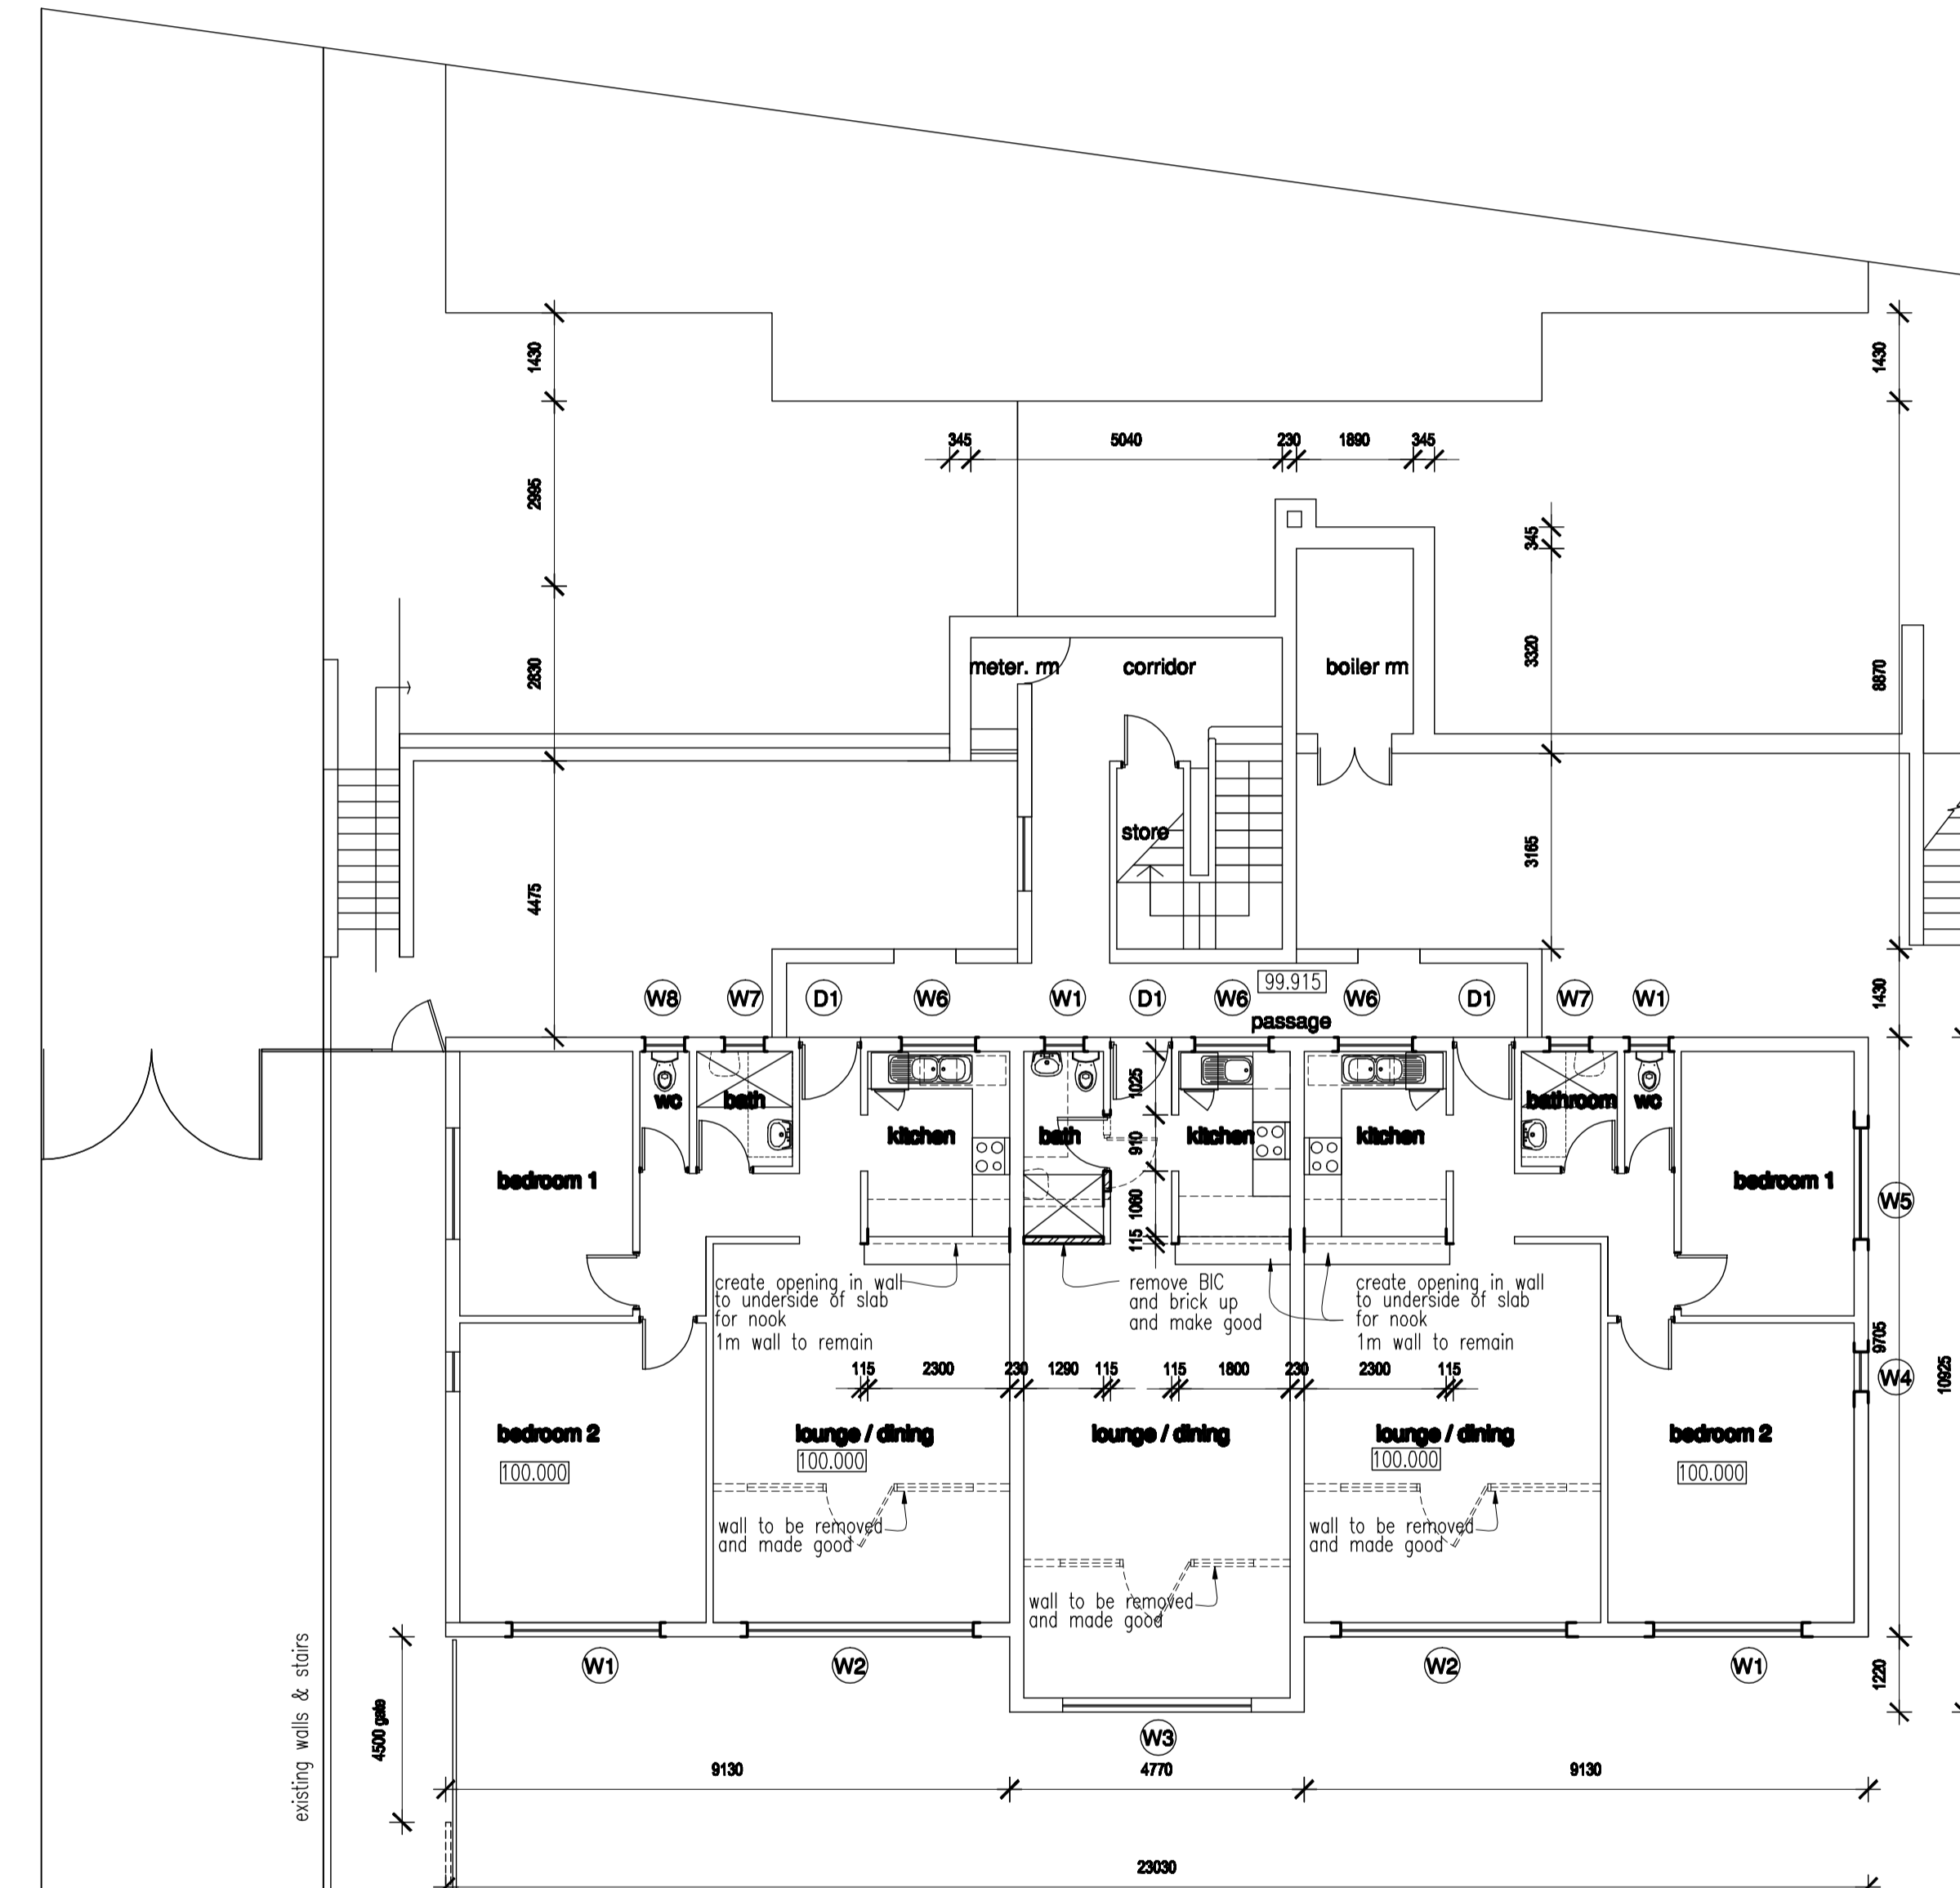 1430
1430
345 5040 230 1890 345
2995
345
meter. rm corridor boiler rm
2830
3320
8870
store
3165
4475
99.915
W8 W7 D1 W6 W1 D1 W6 W6 D1 W7 W1
1430
passage
1025
wc bath bathroom wc
kitchen bath kitchen kitchen
910
bedroom 1 bedroom 1
1060
W5
115
create opening in wall
to underside of slab
for nook
1m wall to remain
remove BIC
and brick up
and make good
create opening in wall
to underside of slab
for nook
1m wall to remain
9705
10925
W4
115 2300 230 1290 115 115 1800 230 2300 115
bedroom 2 lounge / dining lounge / dining lounge / dining bedroom 2
100.000 100.000 100.000 100.000
wall to be removed
and made good
wall to be removed
and made good
wall to be removed
and made good
W1 W2 W2 W1
1220
existing walls & stairs
4500 gate
W3
9130 4770 9130
23030